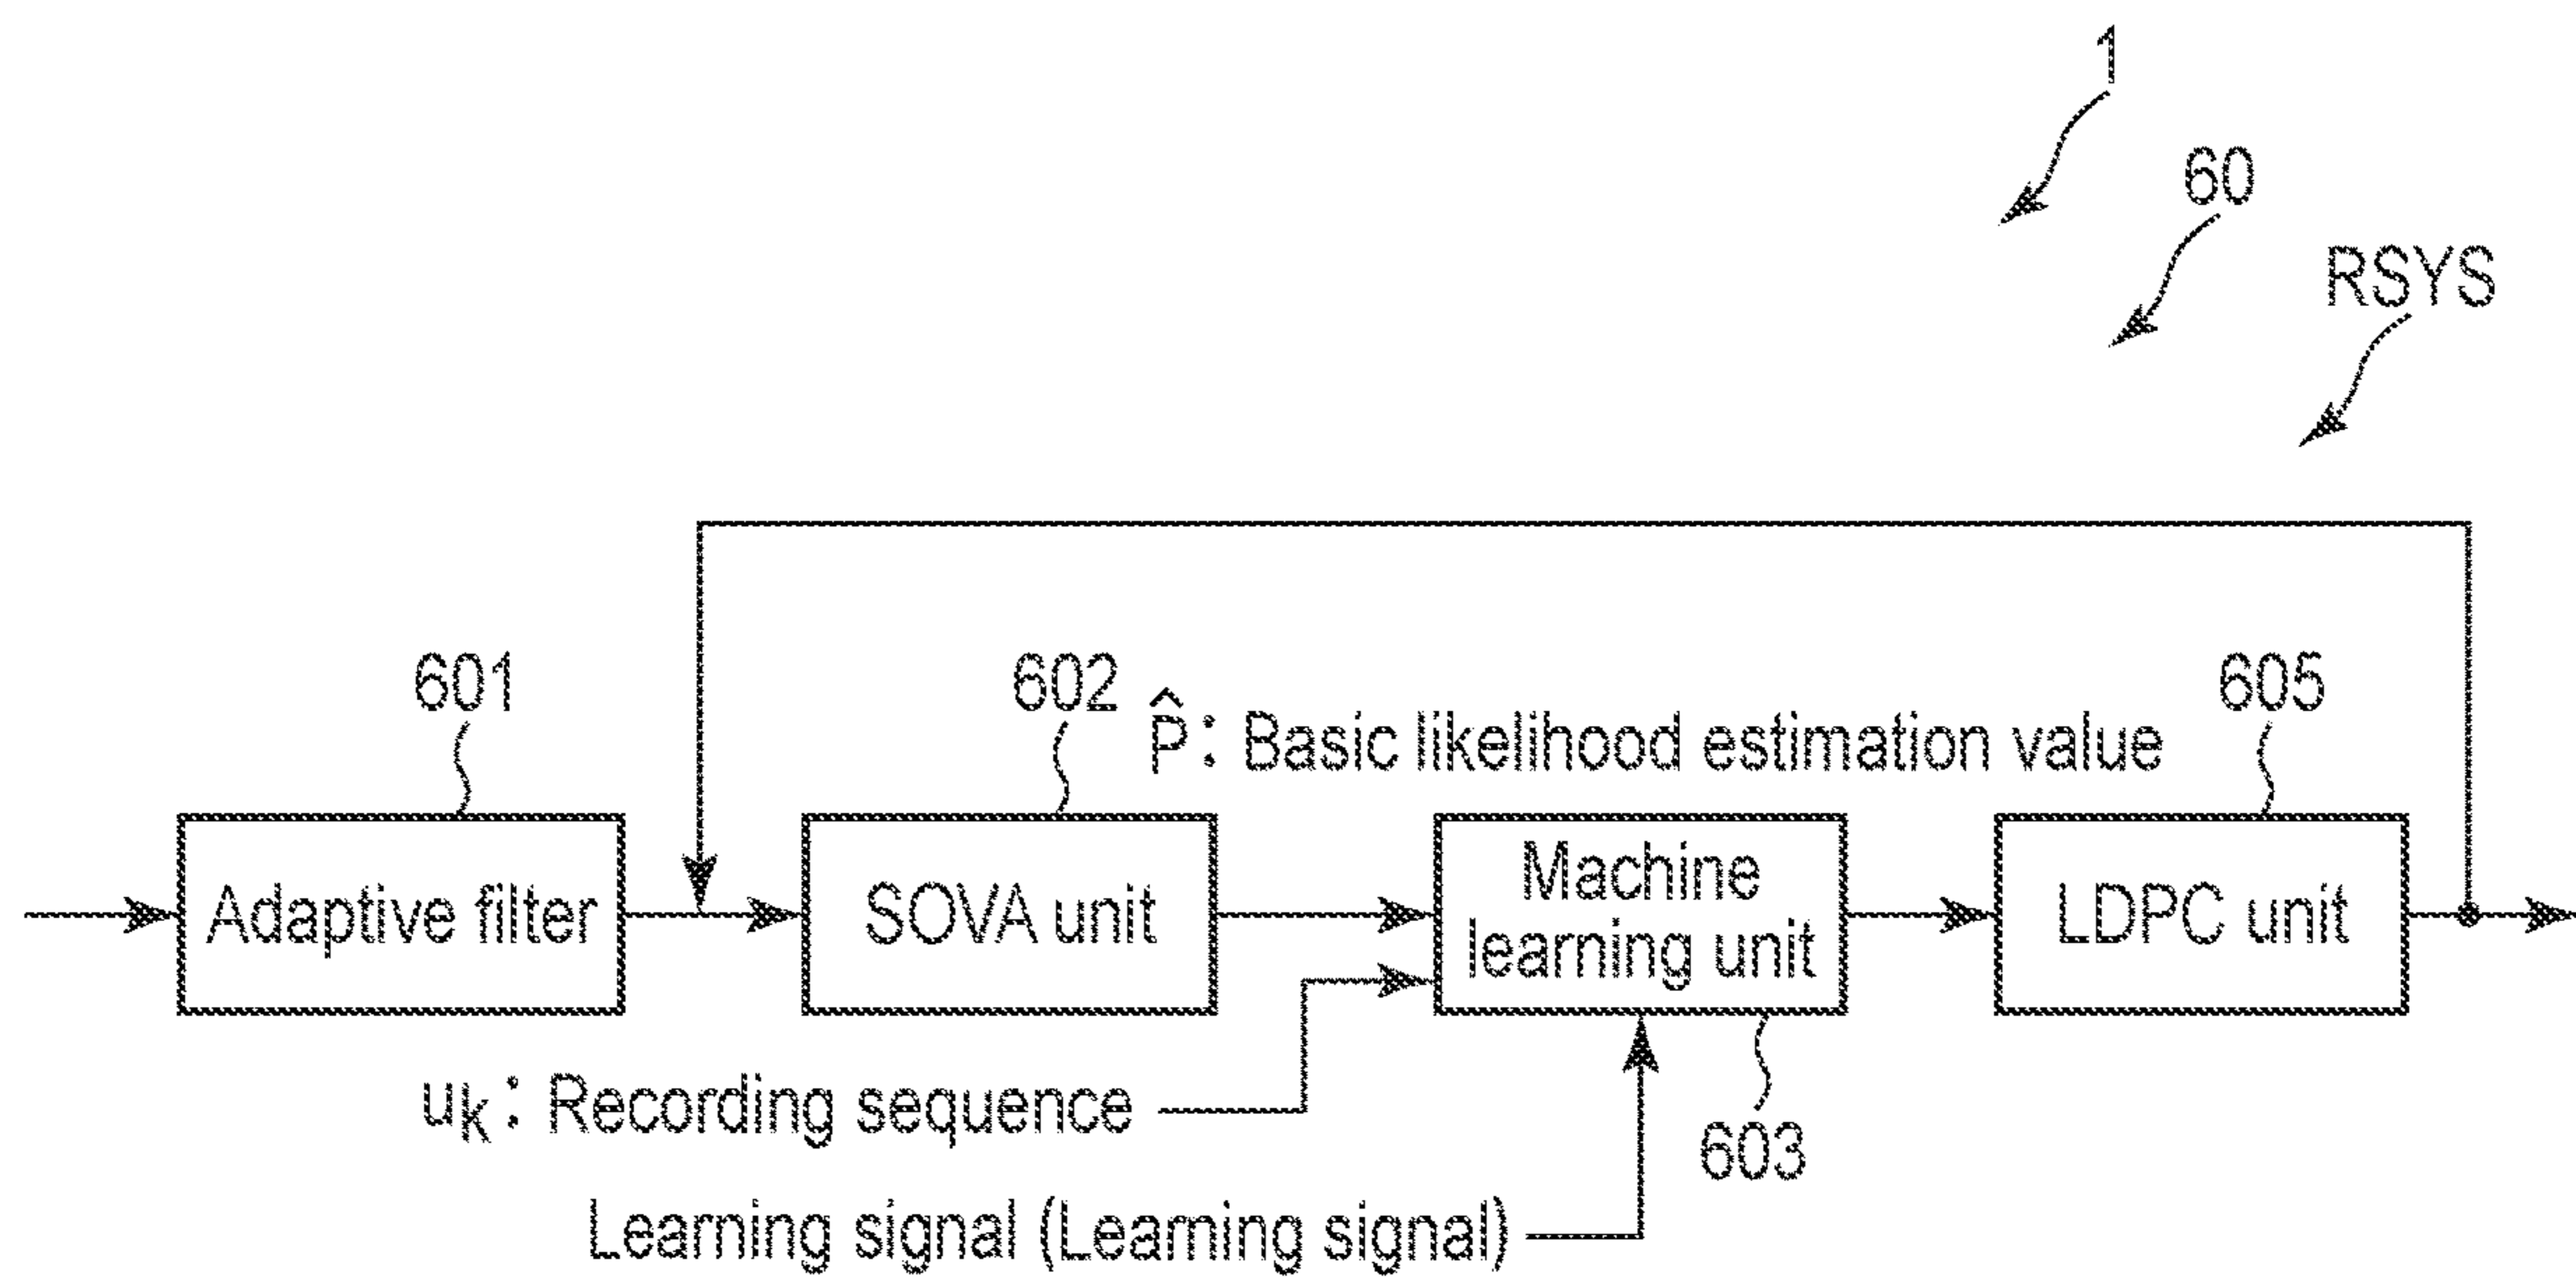 1
60
RSYS
601
602
P̂: Basic likelihood estimation value
605
Adaptive filter
SOVA unit
Machine
learning unit
LDPC unit
uk: Recording sequence
603
Learning signal (Learning signal)